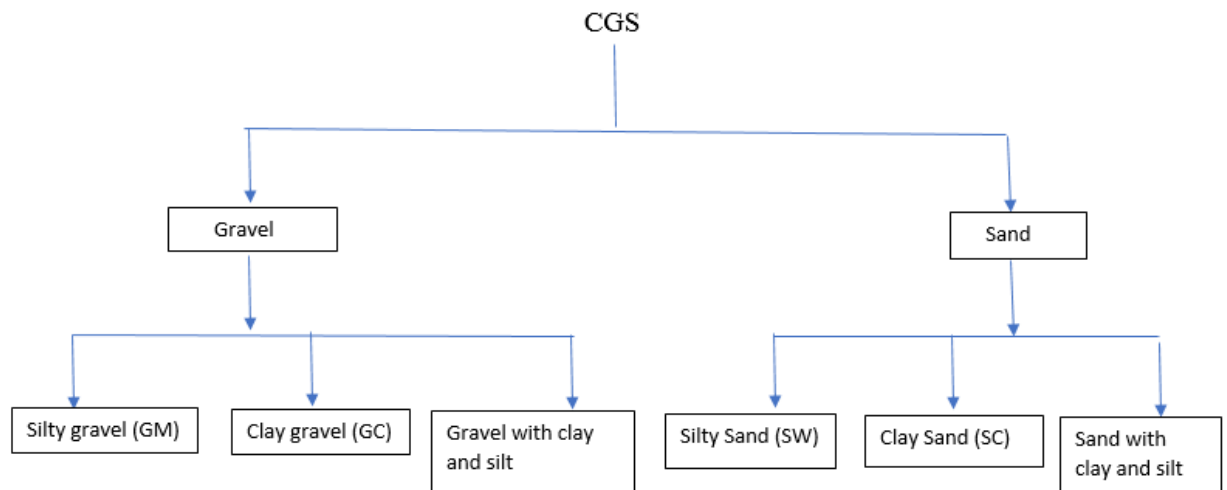 CGS
Gravel
Sand
Silty gravel (GM)
Clay gravel (GC)
Gravel with clay
and silt
Silty Sand (SW)
Clay Sand (SC)
Sand with
clay and silt